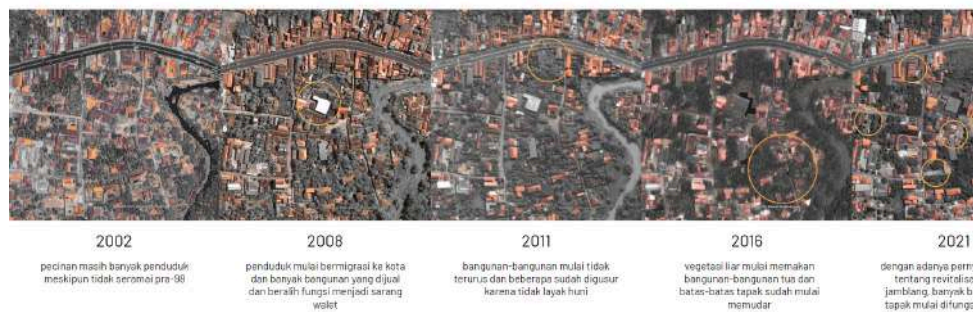 2002
pecinan masih banyak penduduk
meskipun tidak seramai pra-98
2008
penduduk mulai bermigrasi ke kota
dan banyak bangunan yang dijual
dan beralih fungsi menjadi sarang
walet
2011
bangunan-bangunan mulai tidak
terurus dan beberapa sudah digusur
karena tidak layak huni
2016
vegetasi liar mulai memakan
bangunan-bangunan tua dan
batas-batas tapak sudah mulai
memudar
2021
dengan adanya
tentang
jamblang, banyak
tapak mulai